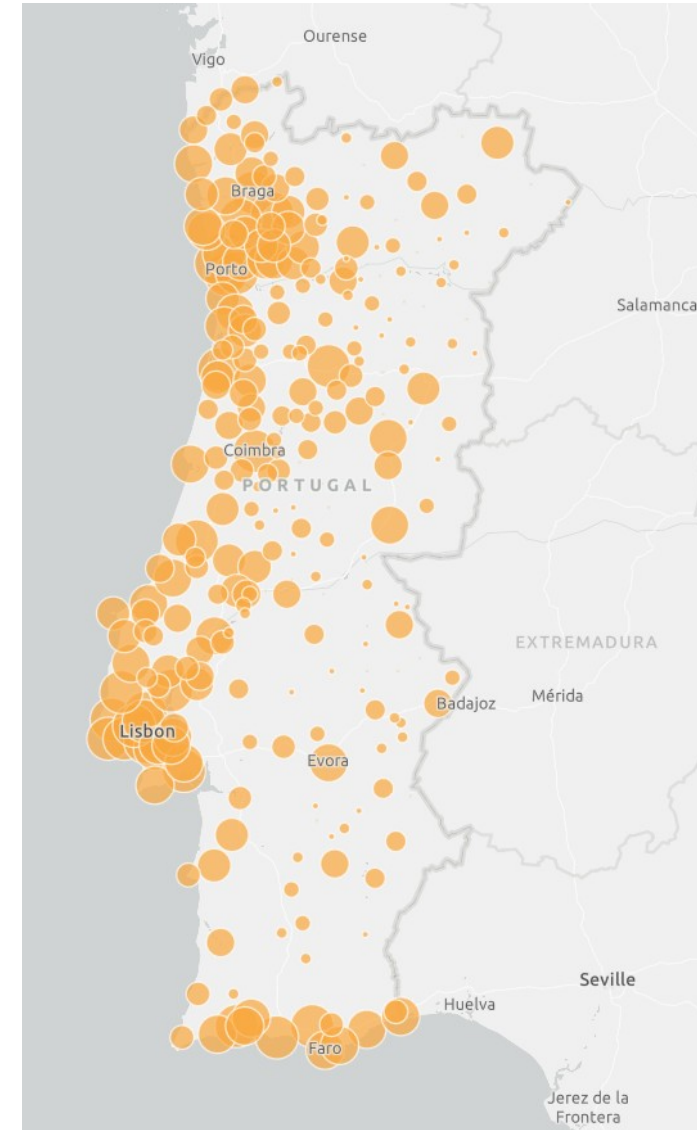 Ourense
Vigo
Braga
Porto
Salamanca
Coimbra
PORTUGAL
EXTREMADURA
Badajoz
Mérida
Lisbon
Evora
Seville
Huelva
Faro
Jerez de la
Frontera